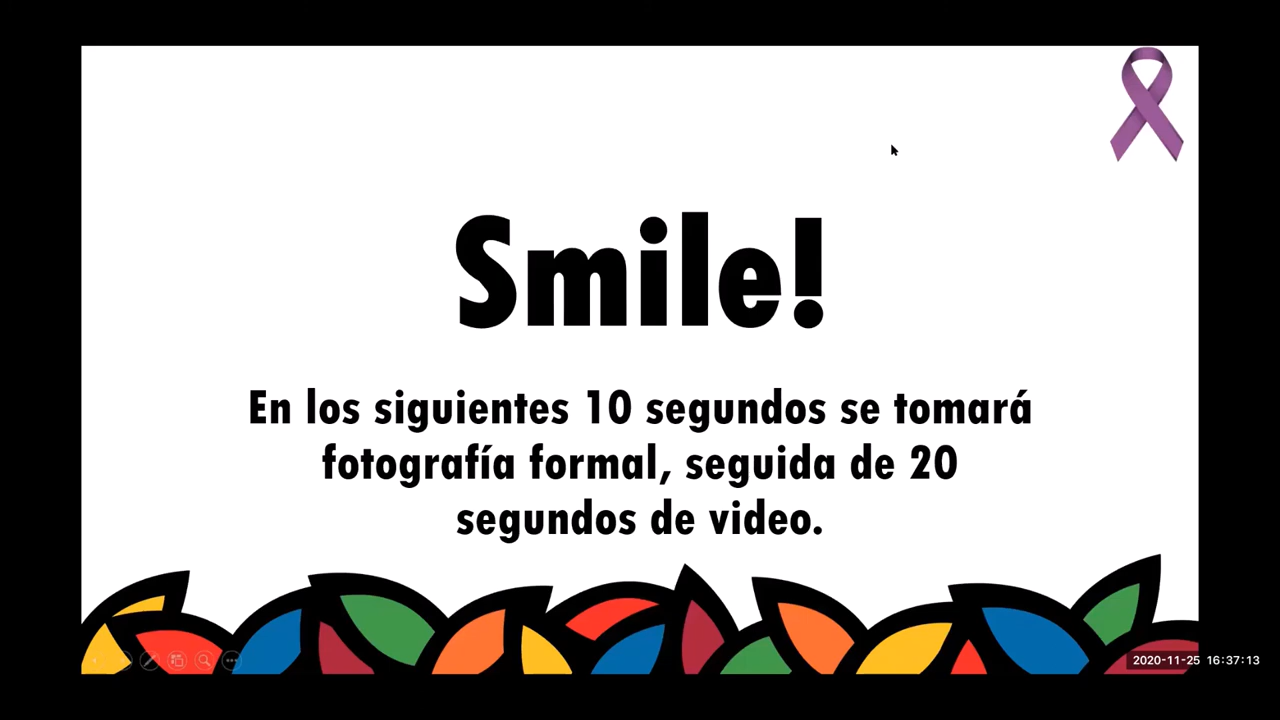 Smile!
En los siguientes 10 segundos se tomará
fotografía formal, seguida de 20
segundos de video.
2020-11-25 16:37:13